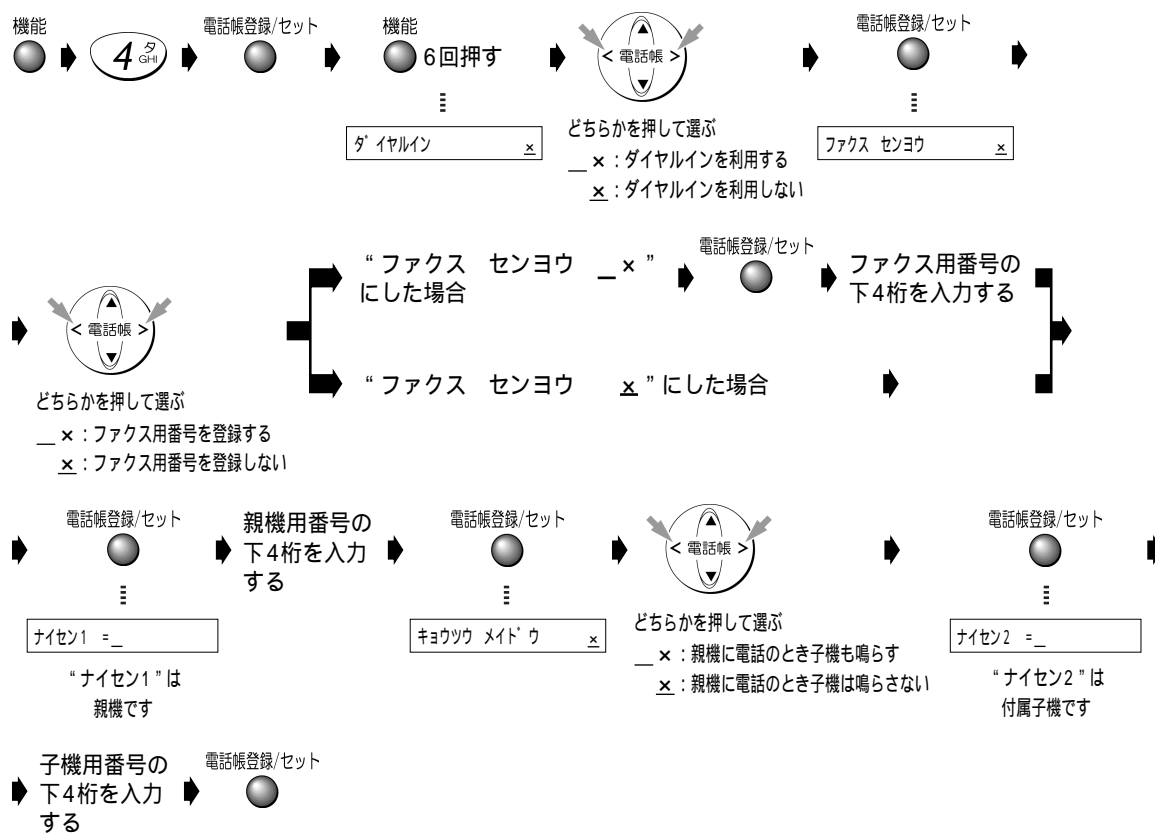 機能
4 タ GHI
電話帳登録/セット
機能
6回押す
ダイヤルイン ×
< 電話帳 >
どちらかを押して選ぶ
_ × : ダイヤルインを利用する
× : ダイヤルインを利用しない
電話帳登録/セット
ファクス センヨウ ×
< 電話帳 >
どちらかを押して選ぶ
_ × : ファクス用番号を登録する
× : ファクス用番号を登録しない
“ファクス センヨウ _ ×”
にした場合
電話帳登録/セット
ファクス用番号の
下4桁を入力する
“ファクス センヨウ ×”にした場合
電話帳登録/セット
ナイセン1 =_
“ナイセン1”は
親機です
親機用番号の
下4桁を入力
する
電話帳登録/セット
キョウツウ メイドウ ×
< 電話帳 >
どちらかを押して選ぶ
_ × : 親機に電話のとき子機も鳴らす
× : 親機に電話のとき子機は鳴らさない
電話帳登録/セット
ナイセン2 =_
“ナイセン2”は
付属子機です
子機用番号の
下4桁を入力
する
電話帳登録/セット